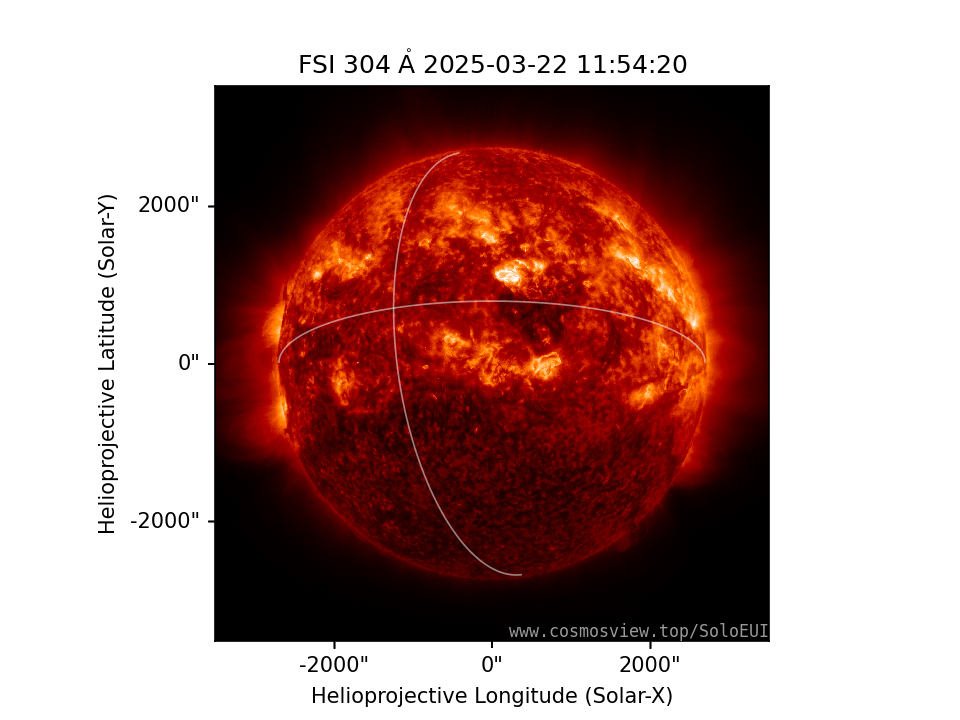 FSI 304 Å 2025-03-22 11:54:20
Helioprojective Latitude (Solar-Y)
2000"
0"
-2000"
www.cosmosview.top/SoloEUI
-2000"
0"
2000"
Helioprojective Longitude (Solar-X)